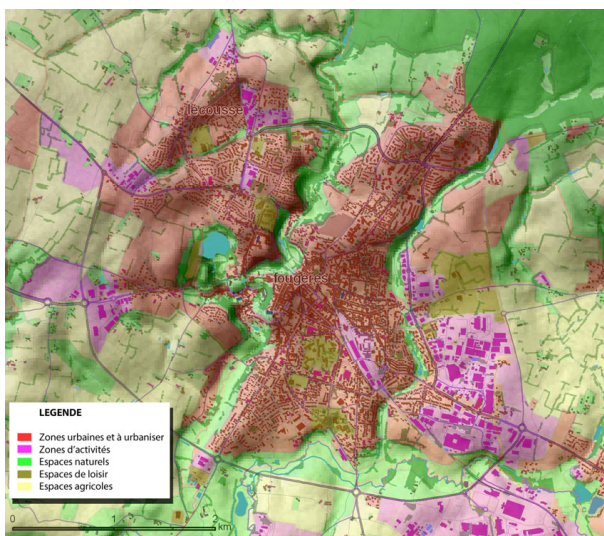 lécousse
fougères
LEGENDE
Zones urbaines et à urbaniser
Zones d'activités
Espaces naturels
Espaces de loisir
Espaces agricoles
0 1 2
km